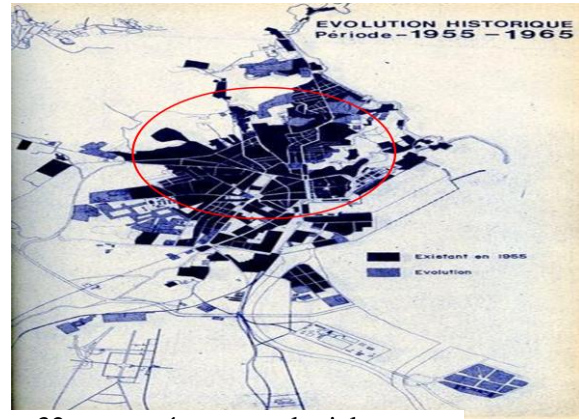 EVOLUTION HISTORIQUE
Période-1955-1965
Existant en 1955
Evolution